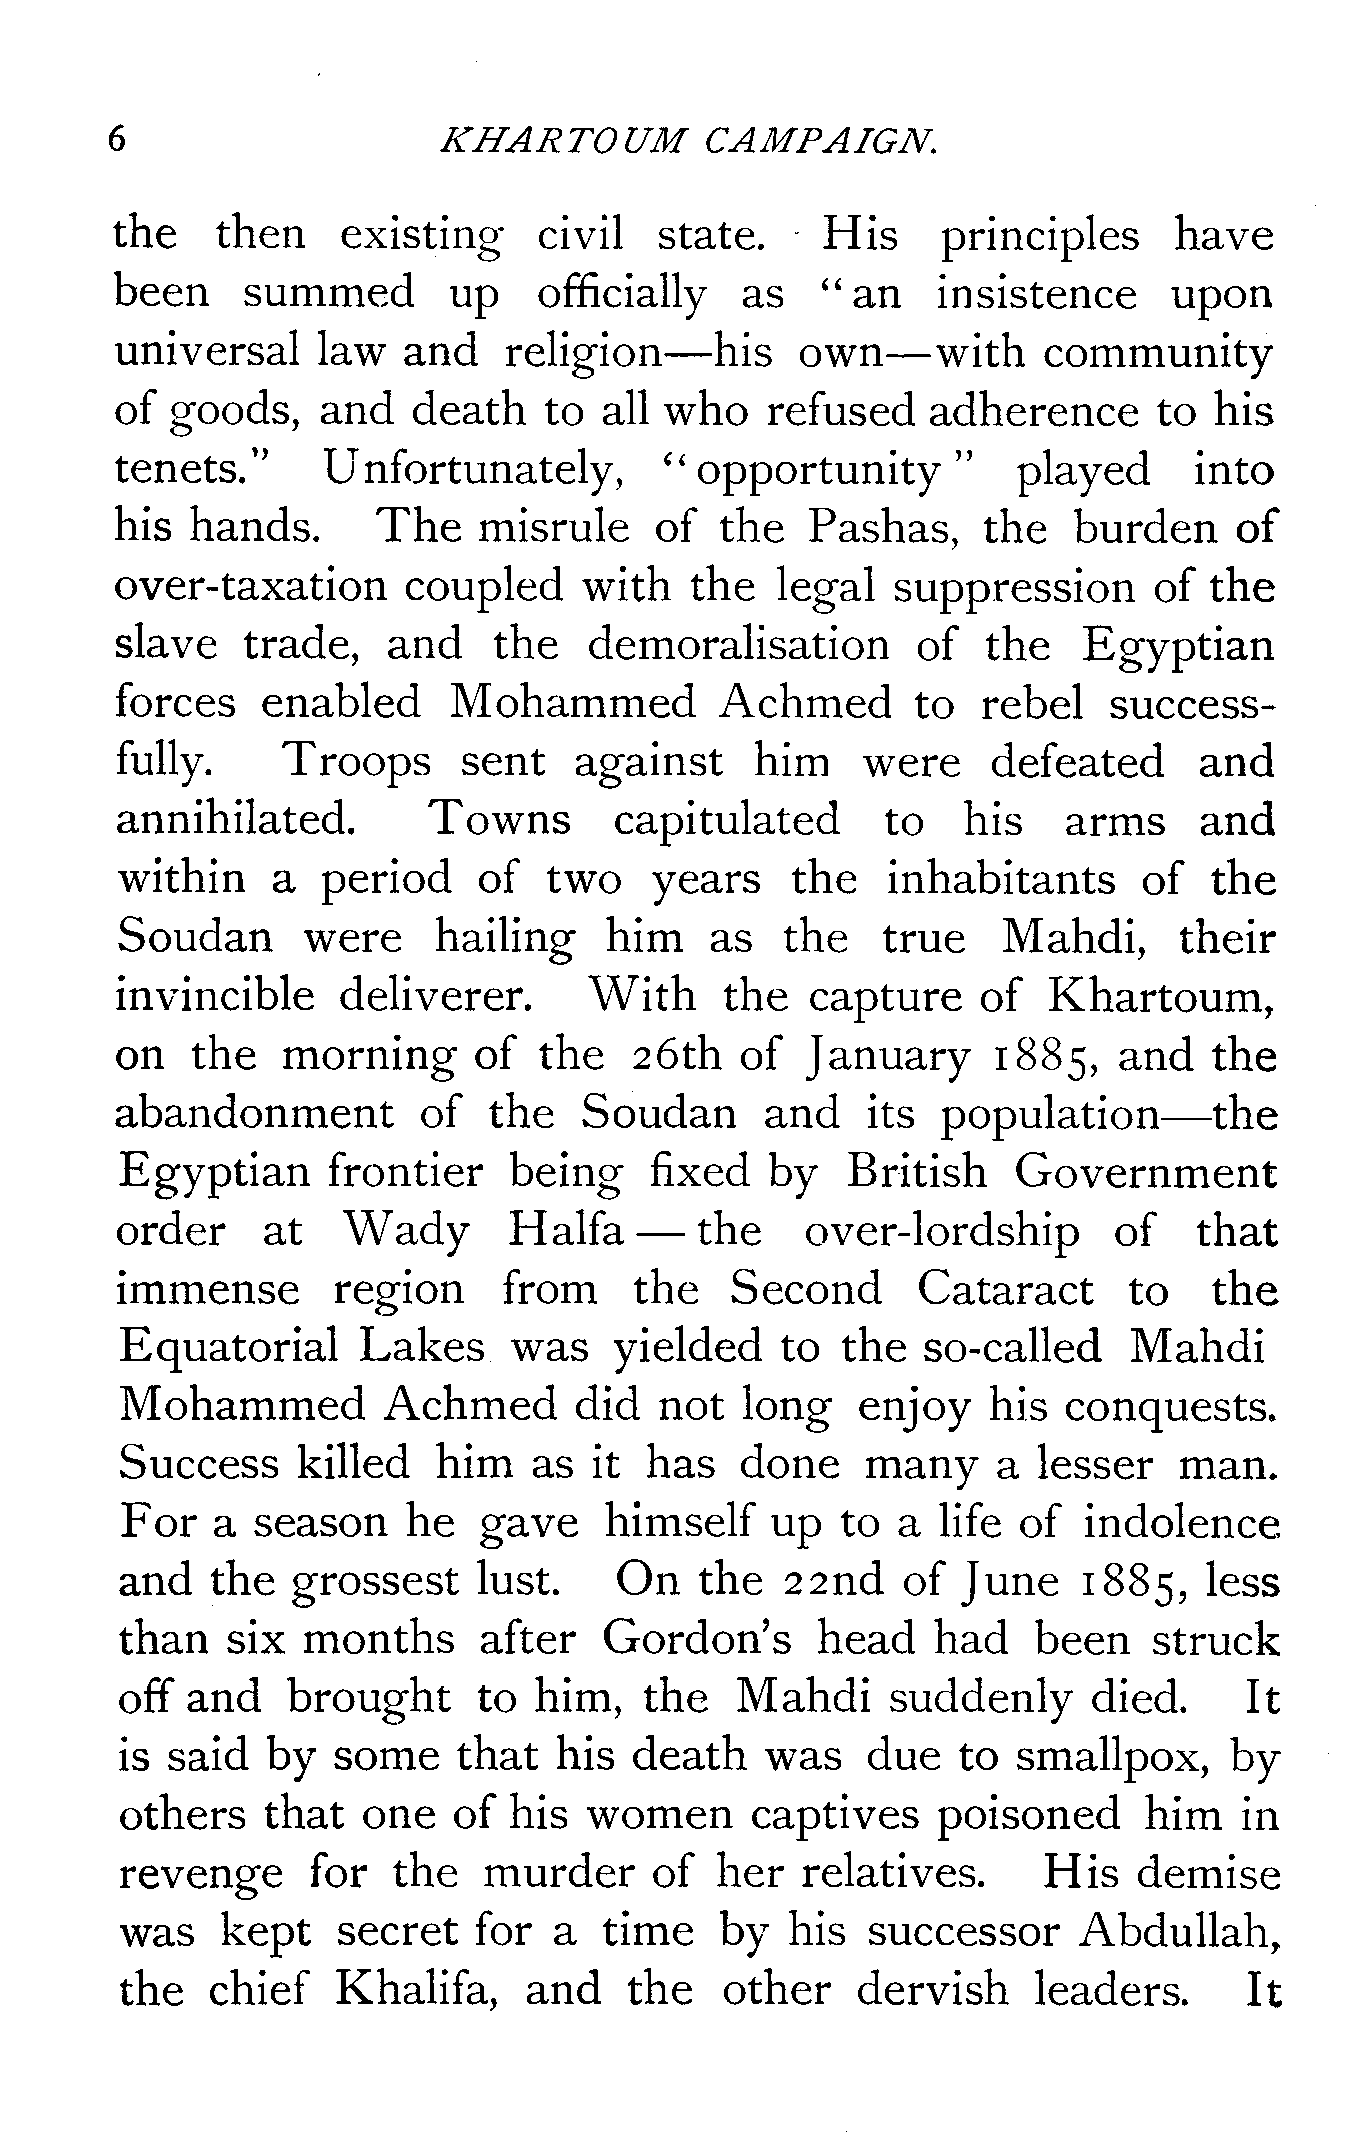 6 KHARTOUM CAMPAIGN.
the then existing civil state. His principles have
been summed up officially as “an insistence upon
universal law and religion—his own—with community
of goods, and death to all who refused adherence to his
tenets.” Unfortunately, “opportunity” played into
his hands. The misrule of the Pashas, the burden of
over-taxation coupled with the legal suppression of the
slave trade, and the demoralisation of the Egyptian
forces enabled Mohammed Achmed to rebel success-
fully. Troops sent against him were defeated and
annihilated. Towns capitulated to his arms and
within a period of two years the inhabitants of the
Soudan were hailing him as the true Mahdi, their
invincible deliverer. With the capture of Khartoum,
on the morning of the 26th of January 1885, and the
abandonment of the Soudan and its population—the
Egyptian frontier being fixed by British Government
order at Wady Halfa — the over-lordship of that
immense region from the Second Cataract to the
Equatorial Lakes was yielded to the so-called Mahdi
Mohammed Achmed did not long enjoy his conquests.
Success killed him as it has done many a lesser man.
For a season he gave himself up to a life of indolence
and the grossest lust. On the 22nd of June 1885, less
than six months after Gordon's head had been struck
off and brought to him, the Mahdi suddenly died. It
is said by some that his death was due to smallpox, by
others that one of his women captives poisoned him in
revenge for the murder of her relatives. His demise
was kept secret for a time by his successor Abdullah,
the chief Khalifa, and the other dervish leaders. It